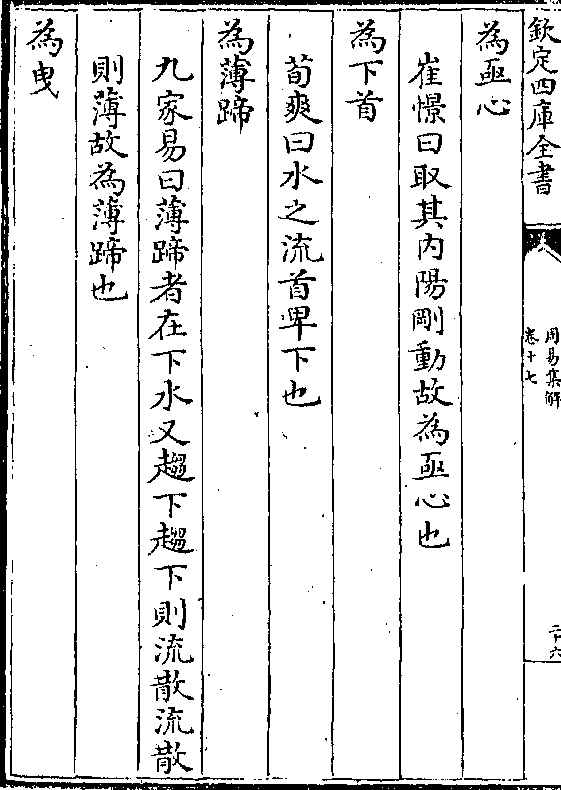 欽定四庫全書
周易集解
卷十七
二十六
為亟心
崔憬曰取其内陽剛動故為亟心也
為下首
荀爽曰水之流首卑下也
為薄蹄
九家易曰薄蹄者在下水又趨下趨下則流散流散
則薄故為薄蹄也
為曳